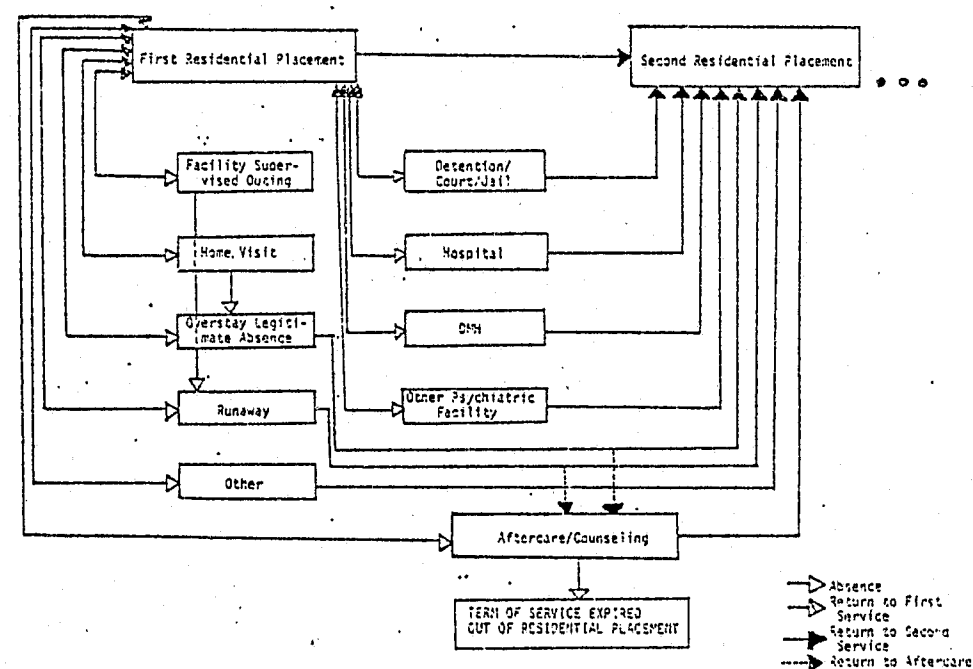 First Residential Placement
Second Residential Placement
Facility Super-
vised Outing
Detention/
Court/Jail
Home Visit
Hospital
Overstay Legiti-
mate Absence
DMH
Runaway
Other Psychiatric
Facility
Other
Aftercare/Counseling
TERM OF SERVICE EXPIRED
OUT OF RESIDENTIAL PLACEMENT
Absence
Return to First
Service
Return to Second
Service
Return to Aftercare